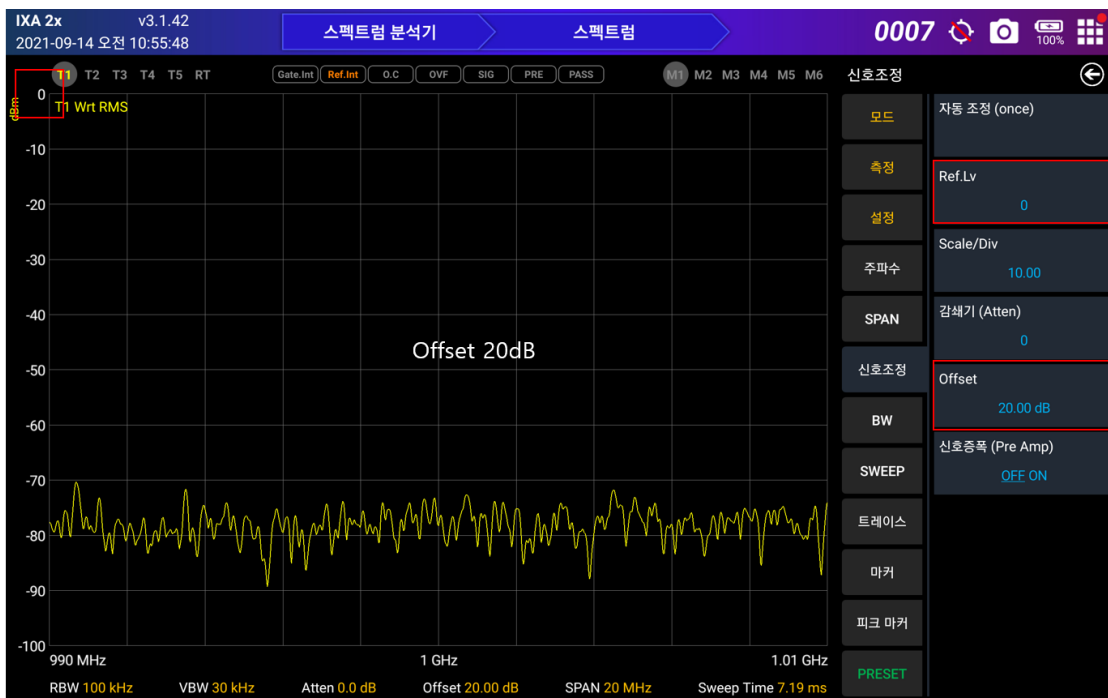 IXA 2x v3.1.42
2021-09-14 오전 10:55:48
스펙트럼 분석기
스펙트럼
0007
100%
T1 T2 T3 T4 T5 RT
Gate.Int Ref.Int O.C OVF SIG PRE PASS
M1 M2 M3 M4 M5 M6
신호조정
dBm
T1 Wrt RMS
0
-10
-20
-30
-40
-50
-60
-70
-80
-90
-100
Offset 20dB
990 MHz 1 GHz 1.01 GHz
RBW 100 kHz VBW 30 kHz Atten 0.0 dB Offset 20.00 dB SPAN 20 MHz Sweep Time 7.19 ms
모드
측정
설정
주파수
SPAN
신호조정
BW
SWEEP
트레이스
마커
피크 마커
PRESET
자동 조정 (once)
Ref.Lv
0
Scale/Div
10.00
감쇄기 (Atten)
0
Offset
20.00 dB
신호증폭 (Pre Amp)
OFF ON